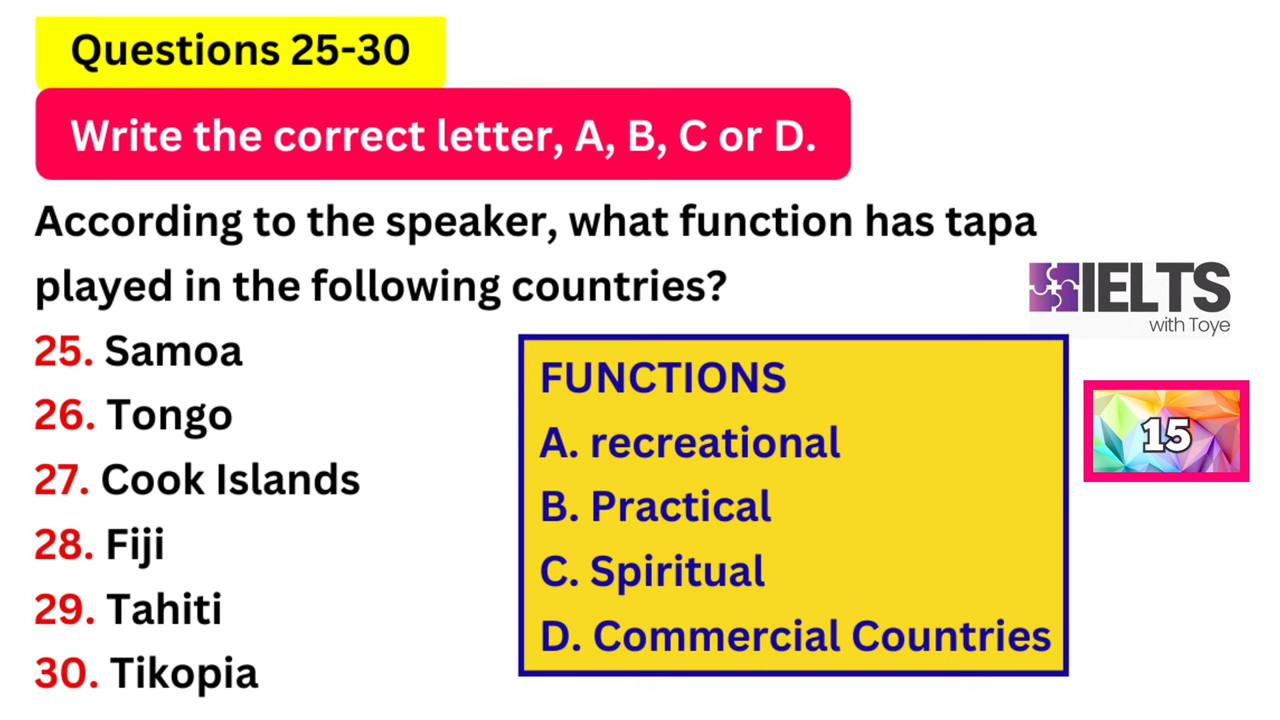 Questions 25-30
Write the correct letter, A, B, C or D.
According to the speaker, what function has tapa
played in the following countries?
25. Samoa
26. Tongo
27. Cook Islands
28. Fiji
29. Tahiti
30. Tikopia
FUNCTIONS
A. recreational
B. Practical
C. Spiritual
D. Commercial Countries
IELTS
with Toye
15